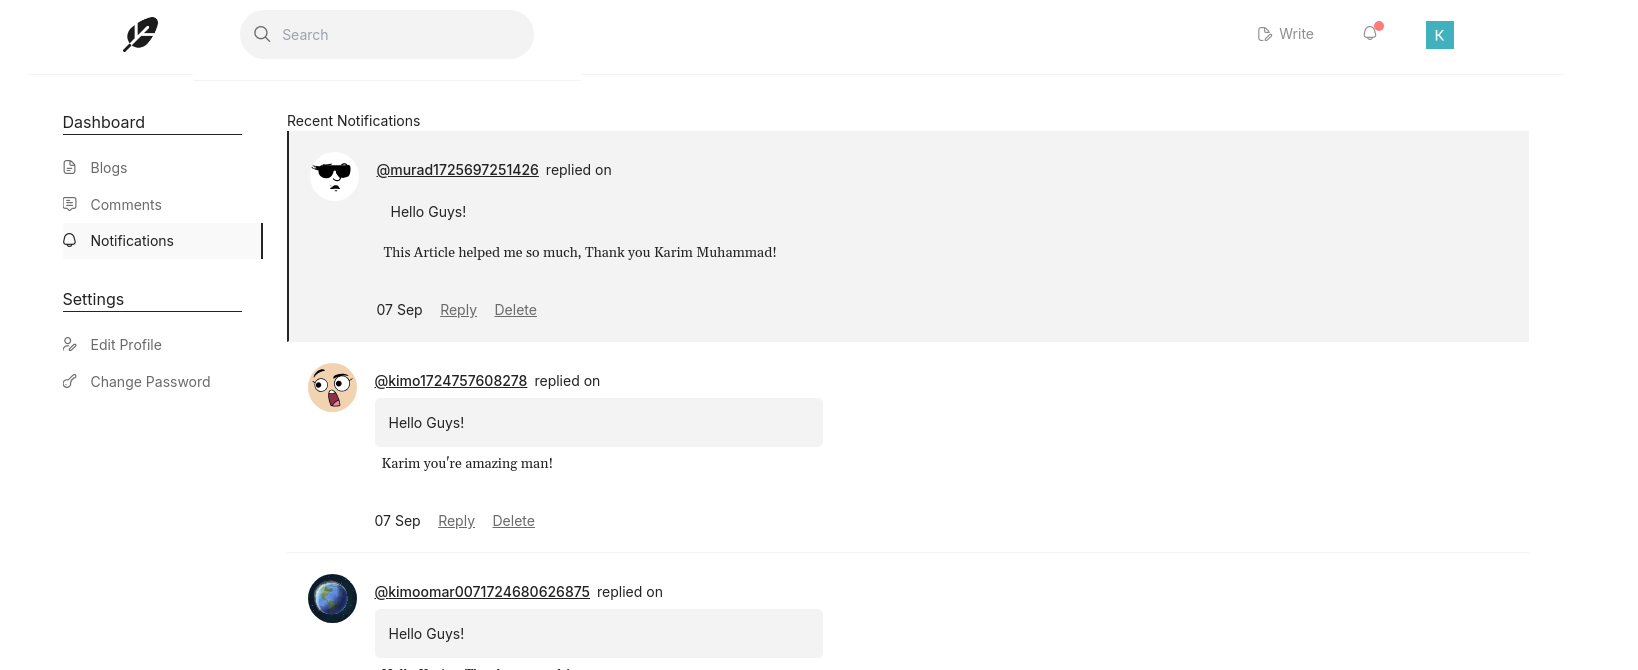 Search
Write
K
Dashboard
Blogs
Comments
Notifications
Settings
Edit Profile
Change Password
Recent Notifications
@murad1725697251426 replied on
Hello Guys!
This Article helped me so much, Thank you Karim Muhammad!
07 Sep Reply Delete
@kimo1724757608278 replied on
Hello Guys!
Karim you're amazing man!
07 Sep Reply Delete
@kimoomar0071724680626875 replied on
Hello Guys!